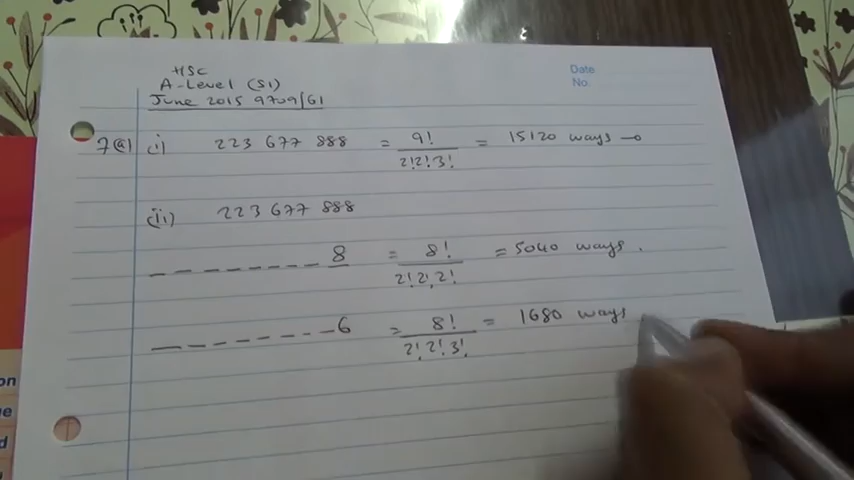 HSC
A-Level (S1)
June 2015 9709/61
Date
No.
7(a) (i) 223 677 888 = 9! / 2!2!3! = 15120 ways
(ii) 223 677 888
_ _ _ _ _ _ _ _ 8 = 8! / 2!2!2! = 5040 ways.
_ _ _ _ _ _ _ _ 6 = 8! / 2!2!3! = 1680 ways
on